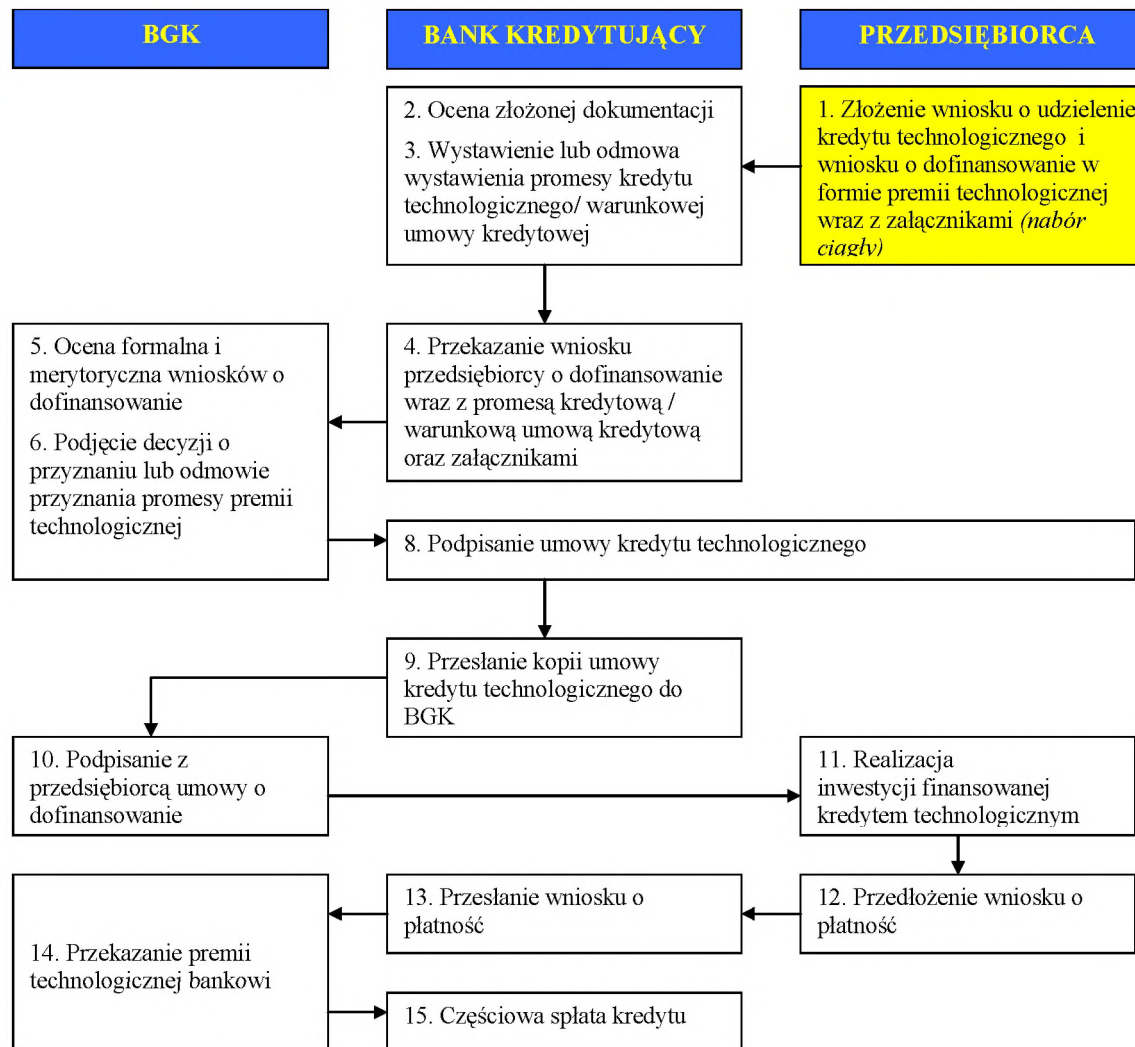 BGK
BANK KREDYTUJĄCY
PRZEDSIĘBIORCA
1. Złożenie wniosku o udzielenie
kredytu technologicznego i
wniosku o dofinansowanie w
formie premii technologicznej
wraz z załącznikami (nabór
ciągły)
2. Ocena złożonej dokumentacji
3. Wystawienie lub odmowa
wystawienia promesy kredytu
technologicznego/ warunkowej
umowy kredytowej
4. Przekazanie wniosku
przedsiębiorcy o dofinansowanie
wraz z promesą kredytową /
warunkową umową kredytową
oraz załącznikami
5. Ocena formalna i
merytoryczna wniosków o
dofinansowanie
6. Podjęcie decyzji o
przyznaniu lub odmowie
przyznania promesy premii
technologicznej
8. Podpisanie umowy kredytu technologicznego
9. Przesłanie kopii umowy
kredytu technologicznego do
BGK
10. Podpisanie z
przedsiębiorcą umowy o
dofinansowanie
11. Realizacja
inwestycji finansowanej
kredytem technologicznym
12. Przedłożenie wniosku o
płatność
13. Przesłanie wniosku o
płatność
14. Przekazanie premii
technologicznej bankowi
15. Częściowa spłata kredytu